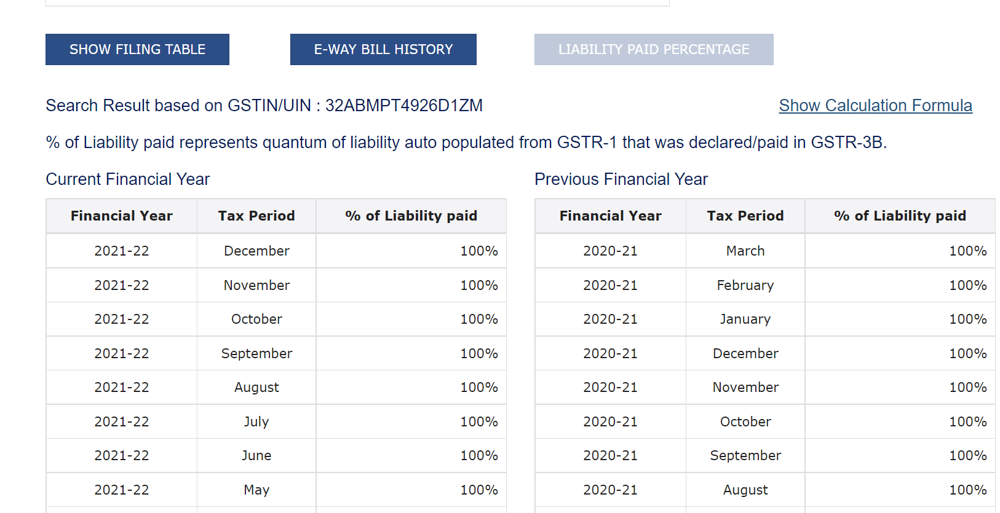 SHOW FILING TABLE E-WAY BILL HISTORY LIABILITY PAID PERCENTAGE
Search Result based on GSTIN/UIN : 32ABMPT4926D1ZM Show Calculation Formula
% of Liability paid represents quantum of liability auto populated from GSTR-1 that was declared/paid in GSTR-3B.
Current Financial Year
Financial Year Tax Period % of Liability paid
2021-22 December 100%
2021-22 November 100%
2021-22 October 100%
2021-22 September 100%
2021-22 August 100%
2021-22 July 100%
2021-22 June 100%
2021-22 May 100%
Previous Financial Year
Financial Year Tax Period % of Liability paid
2020-21 March 100%
2020-21 February 100%
2020-21 January 100%
2020-21 December 100%
2020-21 November 100%
2020-21 October 100%
2020-21 September 100%
2020-21 August 100%